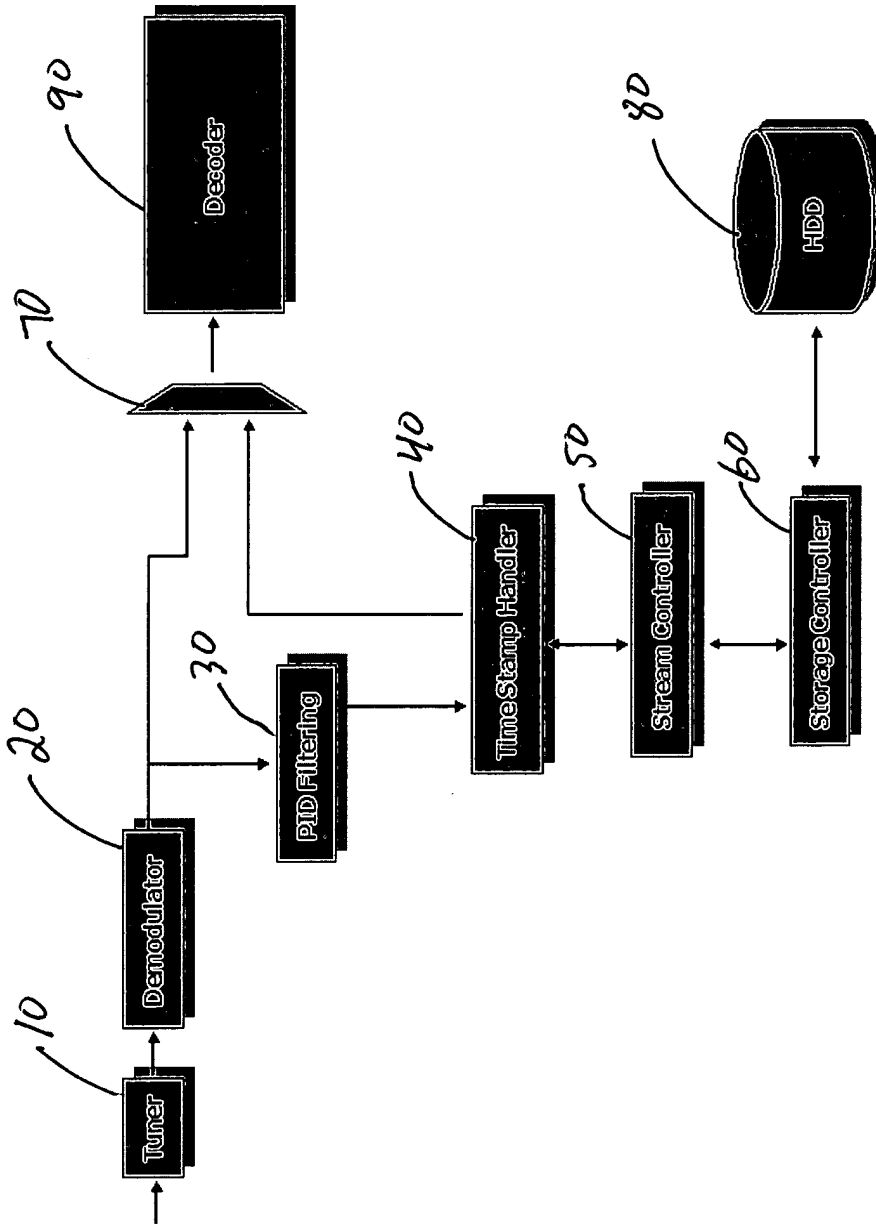 10
Tuner
20
Demodulator
30
PID Filtering
40
Time Stamp Handler
50
Stream Controller
60
Storage Controller
70
80
HDD
90
Decoder